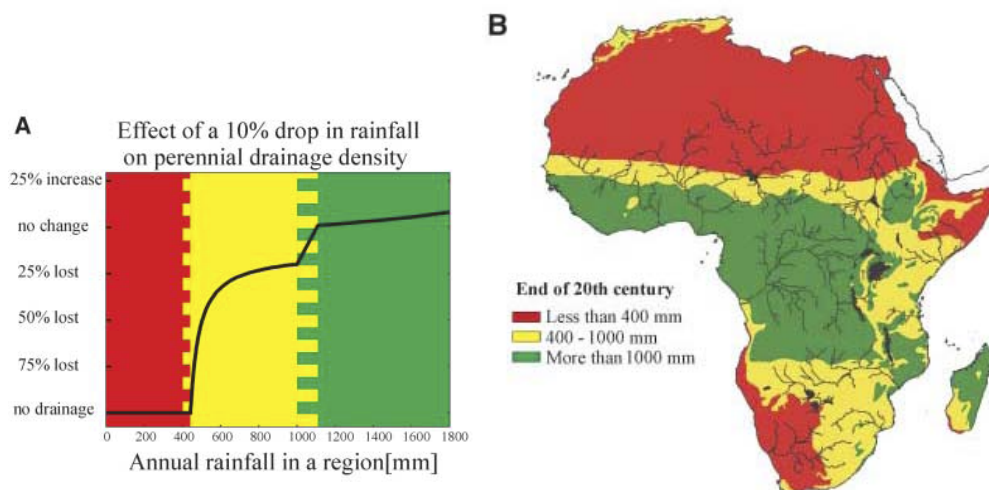 A
Effect of a 10% drop in rainfall
on perennial drainage density
25% increase
no change
25% lost
50% lost
75% lost
no drainage
0 200 400 600 800 1000 1200 1400 1600 1800
Annual rainfall in a region[mm]
B
End of 20th century
Less than 400 mm
400 - 1000 mm
More than 1000 mm